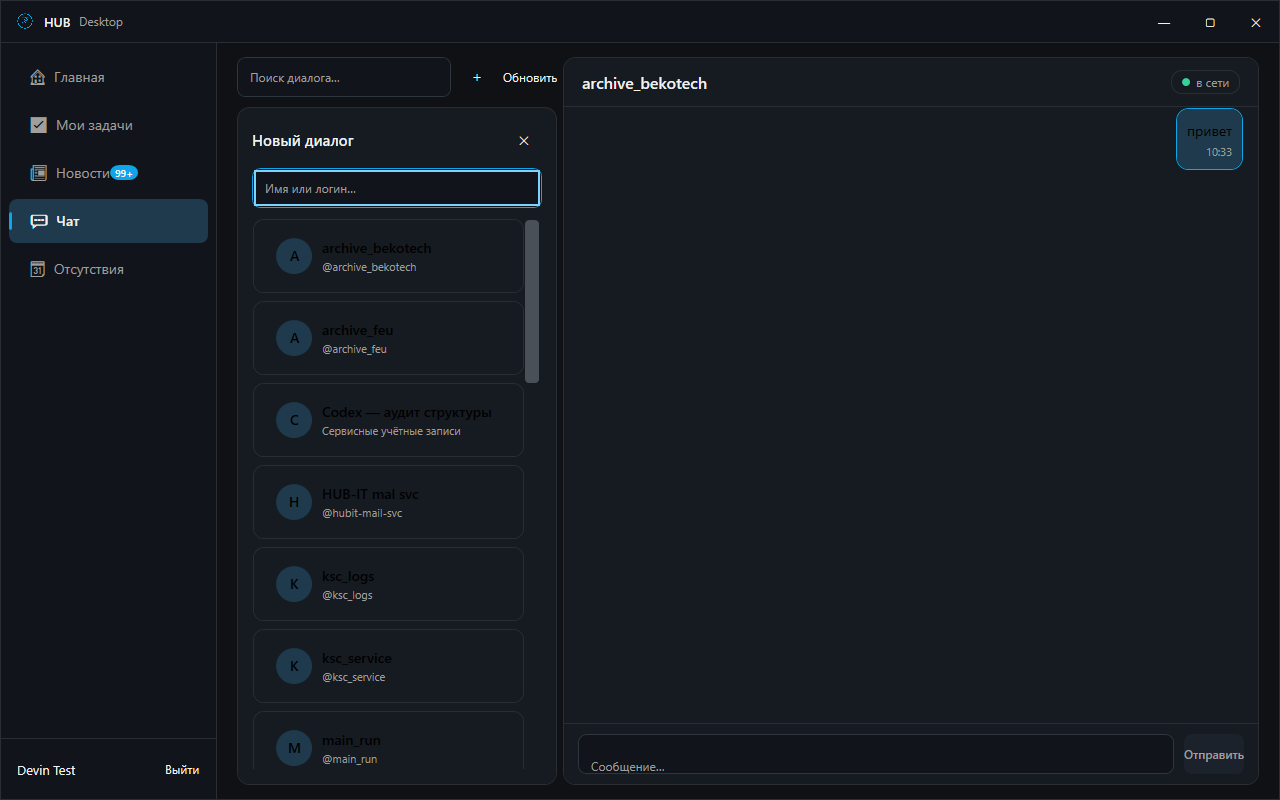 HUB Desktop
Главная
Мои задачи
Новости 99+
Чат
31 Отсутствия
Devin Test Выйти
Поиск диалога... + Обновить
Новый диалог
Имя или логин...
A archive_bekotech
@archive_bekotech
A archive_feu
@archive_feu
C Codex — аудит структуры
Сервисные учётные записи
H HUB-IT mal svc
@hubit-mail-svc
K ksc_logs
@ksc_logs
K ksc_service
@ksc_service
M main_run
@main_run
archive_bekotech в сети
привет
10:33
Сообщение... Отправить